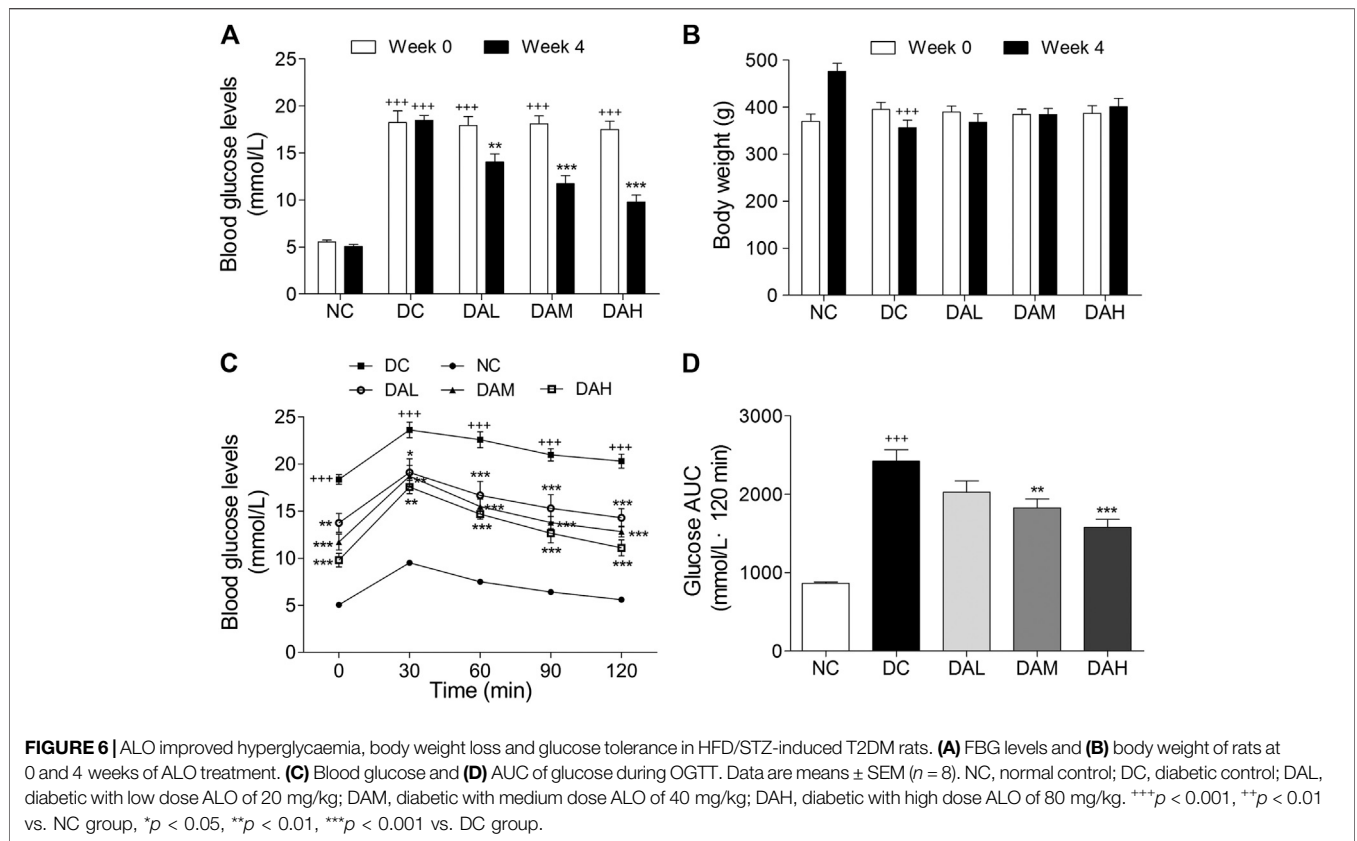 A
Week 0 Week 4
Blood glucose levels
(mmol/L)
25
20
15
10
5
0
+++ +++ +++ +++ +++
**
***
***
NC DC DAL DAM DAH
B
Week 0 Week 4
Body weight (g)
500
400
300
200
100
0
+++
NC DC DAL DAM DAH
C
DC NC
DAL DAM DAH
Blood glucose levels
(mmol/L)
25
20
15
10
5
0
+++ +++ +++ +++ +++
* *** *** ***
** ** *** *** ***
*** ** *** *** ***
***
0 30 60 90 120
Time (min)
D
Glucose AUC
(mmol/L· 120 min)
3000
2000
1000
0
+++
**
***
NC DC DAL DAM DAH
FIGURE 6 | ALO improved hyperglycaemia, body weight loss and glucose tolerance in HFD/STZ-induced T2DM rats. (A) FBG levels and (B) body weight of rats at
0 and 4 weeks of ALO treatment. (C) Blood glucose and (D) AUC of glucose during OGTT. Data are means ± SEM (n = 8). NC, normal control; DC, diabetic control; DAL,
diabetic with low dose ALO of 20 mg/kg; DAM, diabetic with medium dose ALO of 40 mg/kg; DAH, diabetic with high dose ALO of 80 mg/kg. +++p < 0.001, ++p < 0.01
vs. NC group, *p < 0.05, **p < 0.01, ***p < 0.001 vs. DC group.